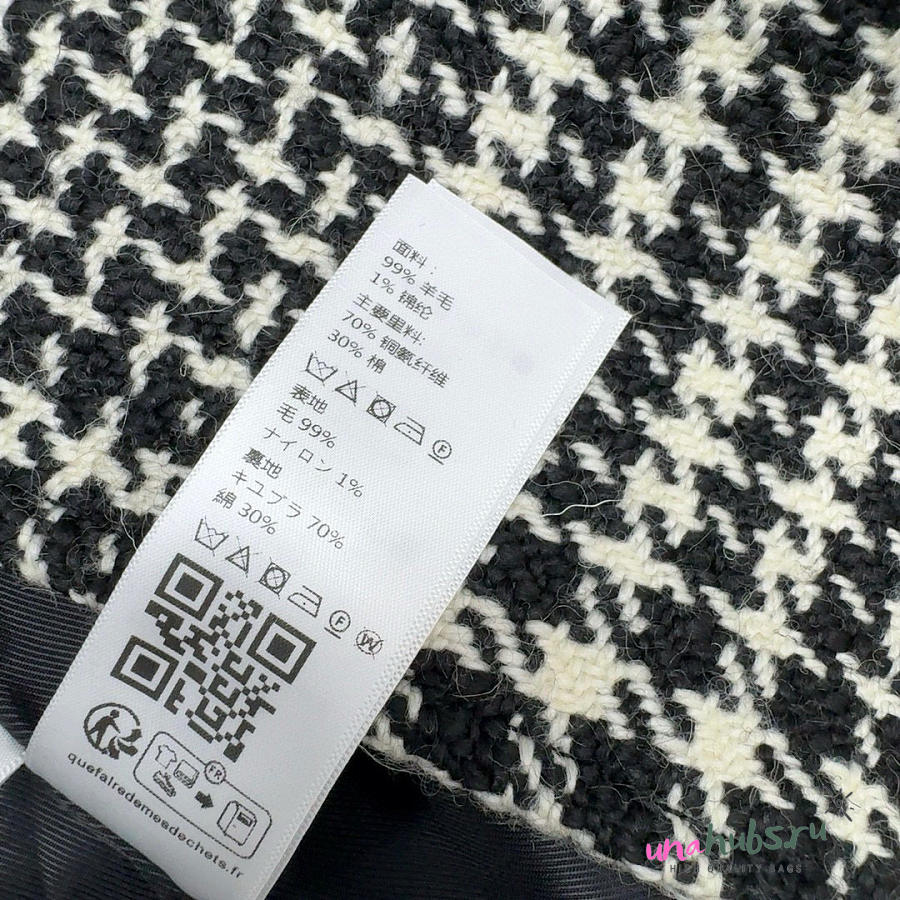 面料：
99% 羊毛
1% 锦纶
主要里料:
70% 铜氨纤维
30% 棉
F
表地
毛 99%
ナイロン 1%
裏地
キユプラ 70%
綿 30%
F W
FR
quefairedemesdechets.fr
unahubs.ru
HIGH QUALITY BAGS